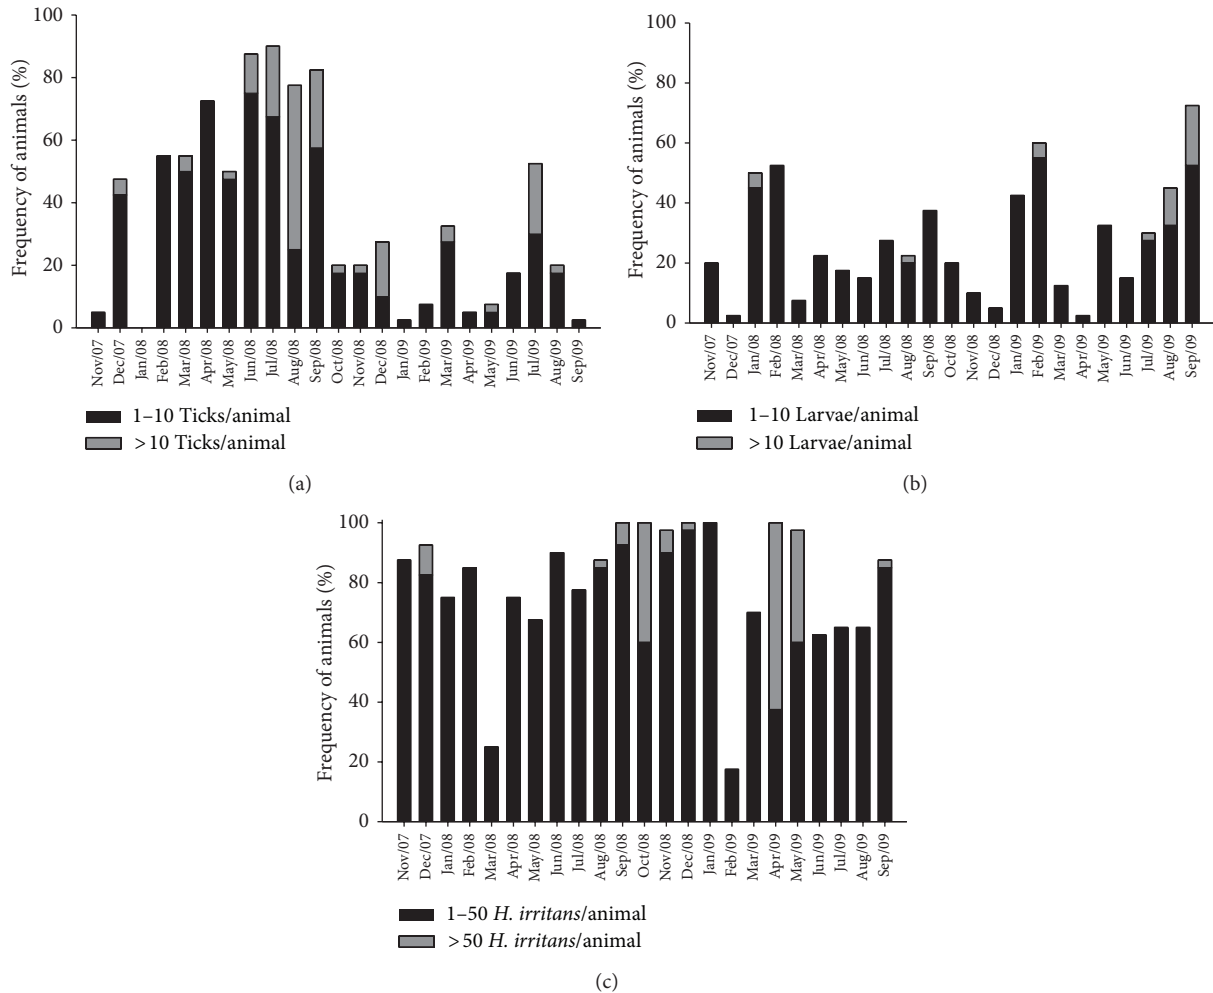 Frequency of animals (%)
100
80
60
40
20
0
Nov/07
Dec/07
Jan/08
Feb/08
Mar/08
Apr/08
May/08
Jun/08
Jul/08
Aug/08
Sep/08
Oct/08
Nov/08
Dec/08
Jan/09
Feb/09
Mar/09
Apr/09
May/09
Jun/09
Jul/09
Aug/09
Sep/09
1–10 Ticks/animal
>10 Ticks/animal
(a)
Frequency of animals (%)
100
80
60
40
20
0
Nov/07
Dec/07
Jan/08
Feb/08
Mar/08
Apr/08
May/08
Jun/08
Jul/08
Aug/08
Sep/08
Oct/08
Nov/08
Dec/08
Jan/09
Feb/09
Mar/09
Apr/09
May/09
Jun/09
Jul/09
Aug/09
Sep/09
1–10 Larvae/animal
>10 Larvae/animal
(b)
Frequency of animals (%)
100
80
60
40
20
0
Nov/07
Dec/07
Jan/08
Feb/08
Mar/08
Apr/08
May/08
Jun/08
Jul/08
Aug/08
Sep/08
Oct/08
Nov/08
Dec/08
Jan/09
Feb/09
Mar/09
Apr/09
May/09
Jun/09
Jul/09
Aug/09
Sep/09
1–50 H. irritans/animal
>50 H. irritans/animal
(c)